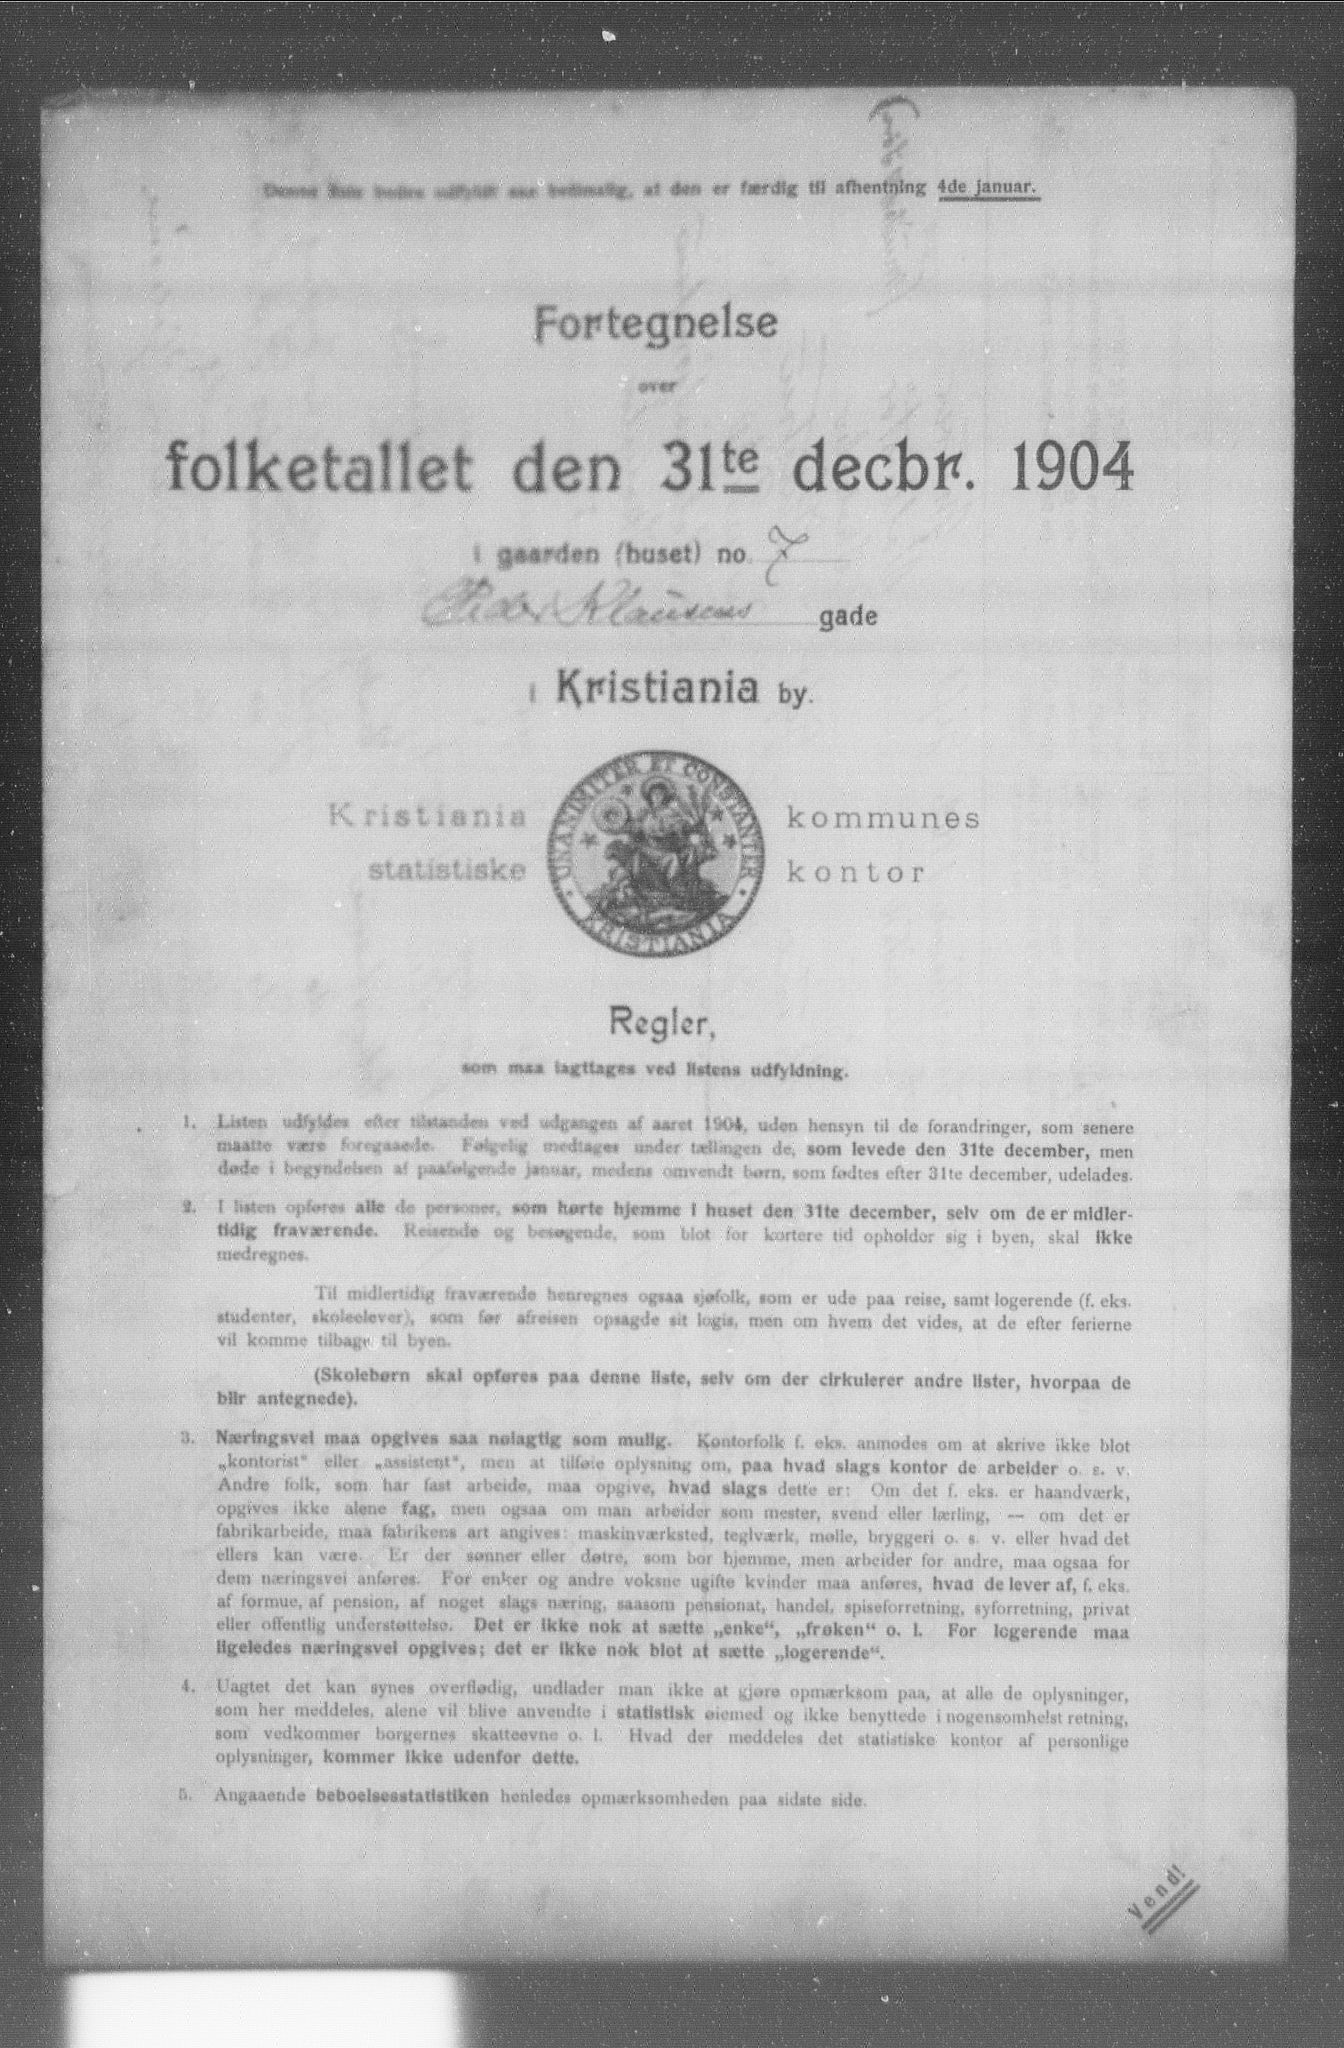 Denne liste bedes udfyldt saa betimelig, at den er færdig til afhentning 4de januar.
Fortegnelse
over
folketallet den 31te decbr. 1904
i gaarden (huset) no. 7
Peder Klausens gade
i Kristiania by.
Kristiania kommunes
statistiske kontor
UNANIMITER ET CONSTANTER
KRISTIANIA
Regler,
som maa iagttages ved listens udfyldning.
1. Listen udfyldes efter tilstanden ved udgangen af aaret 1904, uden hensyn til de forandringer, som senere
maatte være foregaaede. Følgelig medtages under tællingen de, som levede den 31te december, men
døde i begyndelsen af paafølgende januar, medens omvendt børn, som fødtes efter 31te december, udelades.
2. I listen opføres alle de personer, som hørte hjemme i huset den 31te december, selv om de er midler-
tidig fraværende. Reisende og besøgende, som blot for kortere tid opholder sig i byen, skal ikke
medregnes.
Til midlertidig fraværende henregnes ogsaa sjøfolk, som er ude paa reise, samt logerende (f. eks.
studenter, skoleelever), som før afreisen opsagde sit logis, men om hvem det vides, at de efter ferierne
vil komme tilbage til byen.
(Skolebørn skal opføres paa denne liste, selv om der cirkulerer andre lister, hvorpaa de
blir antegnede).
3. Næringsvei maa opgives saa nøiagtig som mulig. Kontorfolk f. eks. anmodes om at skrive ikke blot
„kontorist“ eller „assistent“, men at tilføie oplysning om, paa hvad slags kontor de arbeider o. s. v.
Andre folk, som har fast arbeide, maa opgive, hvad slags dette er: Om det f. eks. er haandværk,
opgives ikke alene fag, men ogsaa om man arbeider som mester, svend eller lærling, — om det er
fabrikarbeide, maa fabrikens art angives: maskinværksted, teglværk, mølle, bryggeri o. s. v. eller hvad det
ellers kan være. Er der sønner eller døtre, som bor hjemme, men arbeider for andre, maa ogsaa for
dem næringsvei anføres. For enker og andre voksne ugifte kvinder maa anføres, hvad de lever af, f. eks.
af formue, af pension, af noget slags næring, saasom pensionat, handel, spiseforretning, syforretning, privat
eller offentlig understøttelse. Det er ikke nok at sætte „enke“, „frøken“ o. l. For logerende maa
ligeledes næringsvei opgives; det er ikke nok blot at sætte „logerende“.
4. Uagtet det kan synes overflødig, undlader man ikke at gjøre opmærksom paa, at alle de oplysninger,
som her meddeles, alene vil blive anvendte i statistisk øiemed og ikke benyttede i nogensomhelst retning,
som vedkommer borgernes skatteevne o. l. Hvad der meddeles det statistiske kontor af personlige
oplysninger, kommer ikke udenfor dette.
5. Angaaende beboelsesstatistiken henledes opmærksomheden paa sidste side.
Vend!